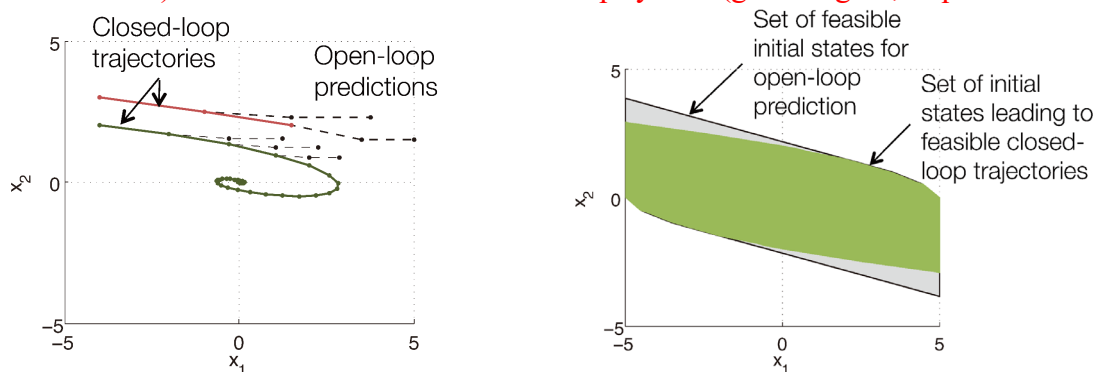 Closed-loop
trajectories
Open-loop
predictions
5
0
−5
x2
−5
0
5
x1
Set of feasible
initial states for
open-loop
prediction
Set of initial
states leading to
feasible closed-
loop trajectories
5
0
−5
x2
−5
0
5
x1